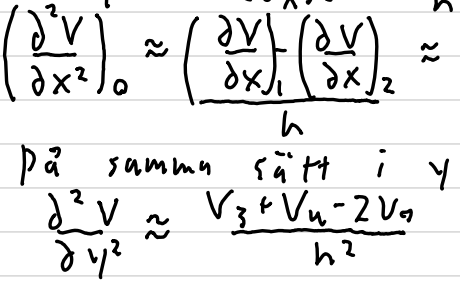 (∂²V/∂x²)₀ ≈ ((∂V/∂x)₁ - (∂V/∂x)₂)/h ≈
På samma sätt i y
∂²V/∂y² ≈ (V₃ + V₄ - 2V₀)/h²